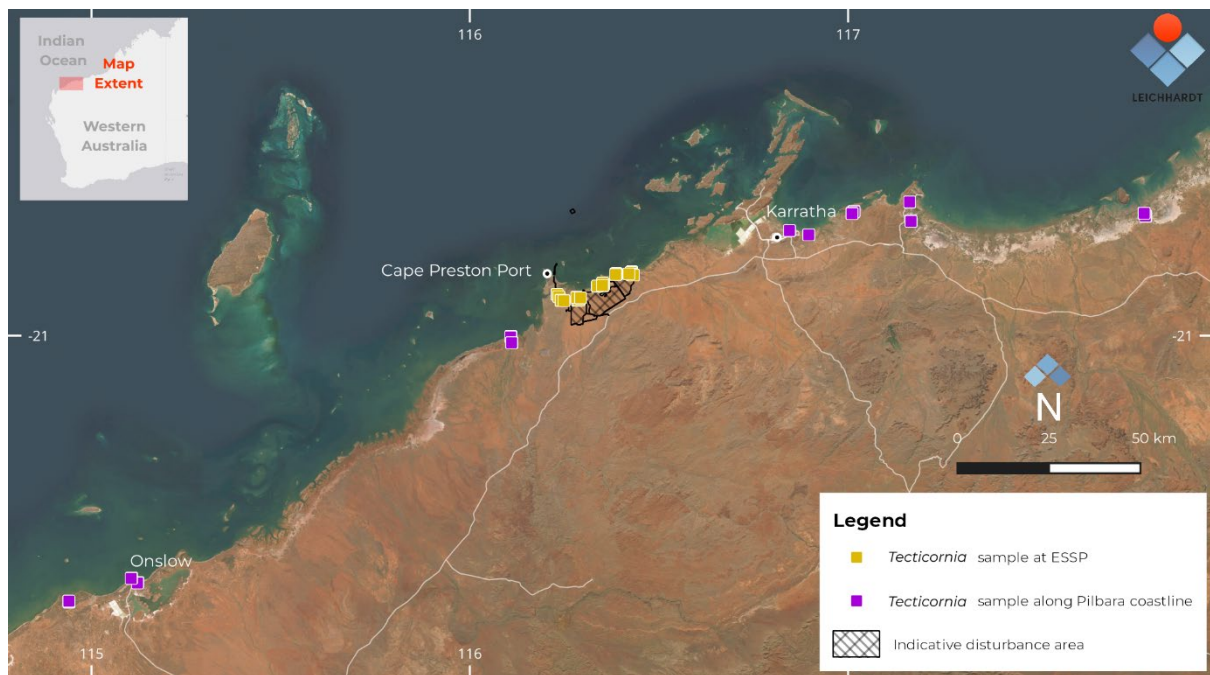 116
117
Indian
Ocean
Map
Extent
Western
Australia
LEICHHARDT
Karratha
Cape Preston Port
-21
-21
N
0 25 50 km
Onslow
115
116
Legend
Tecticornia sample at ESSP
Tecticornia sample along Pilbara coastline
Indicative disturbance area